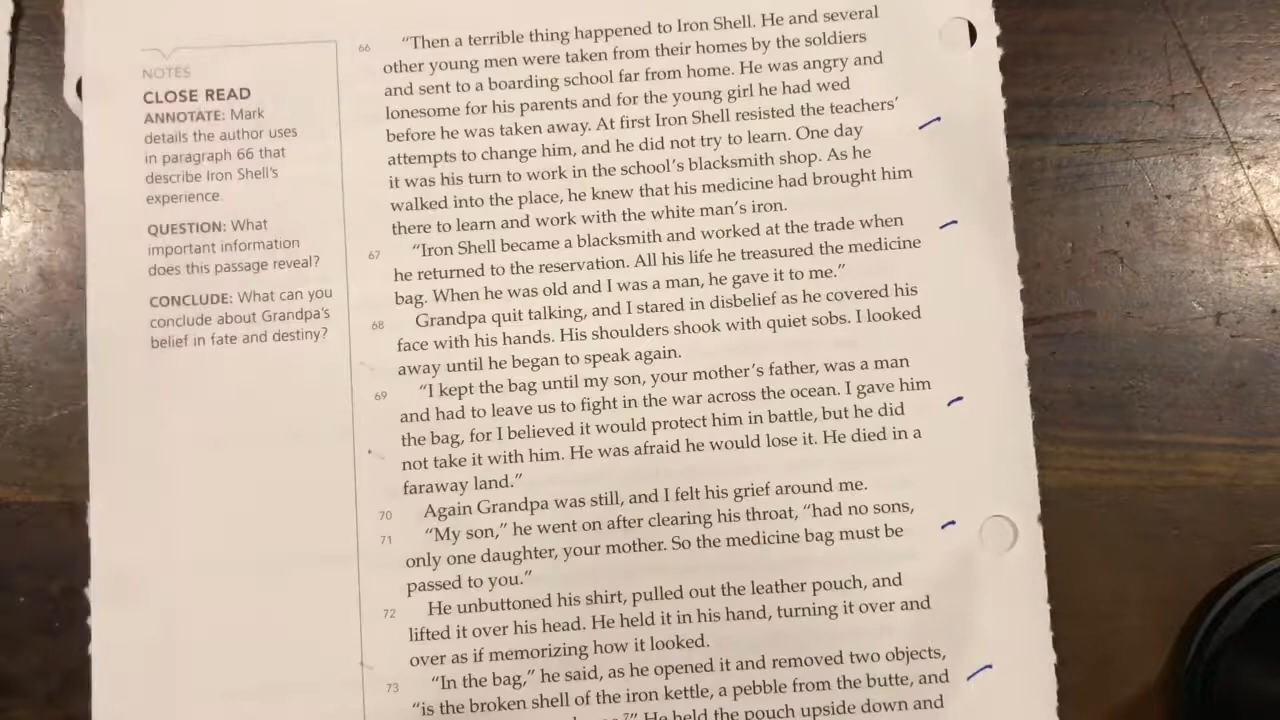 NOTES
CLOSE READ
ANNOTATE: Mark
details the author uses
in paragraph 66 that
describe Iron Shell's
experience.
QUESTION: What
important information
does this passage reveal?
CONCLUDE: What can you
conclude about Grandpa's
belief in fate and destiny?
66 "Then a terrible thing happened to Iron Shell. He and several
other young men were taken from their homes by the soldiers
and sent to a boarding school far from home. He was angry and
lonesome for his parents and for the young girl he had wed
before he was taken away. At first Iron Shell resisted the teachers'
attempts to change him, and he did not try to learn. One day
it was his turn to work in the school's blacksmith shop. As he
walked into the place, he knew that his medicine had brought him
there to learn and work with the white man's iron.
67 "Iron Shell became a blacksmith and worked at the trade when
he returned to the reservation. All his life he treasured the medicine
bag. When he was old and I was a man, he gave it to me."
68 Grandpa quit talking, and I stared in disbelief as he covered his
face with his hands. His shoulders shook with quiet sobs. I looked
away until he began to speak again.
69 "I kept the bag until my son, your mother's father, was a man
and had to leave us to fight in the war across the ocean. I gave him
the bag, for I believed it would protect him in battle, but he did
not take it with him. He was afraid he would lose it. He died in a
faraway land."
70 Again Grandpa was still, and I felt his grief around me.
71 "My son," he went on after clearing his throat, "had no sons,
only one daughter, your mother. So the medicine bag must be
passed to you."
72 He unbuttoned his shirt, pulled out the leather pouch, and
lifted it over his head. He held it in his hand, turning it over and
over as if memorizing how it looked.
73 "In the bag," he said, as he opened it and removed two objects,
"is the broken shell of the iron kettle, a pebble from the butte, and
He held the pouch upside down and